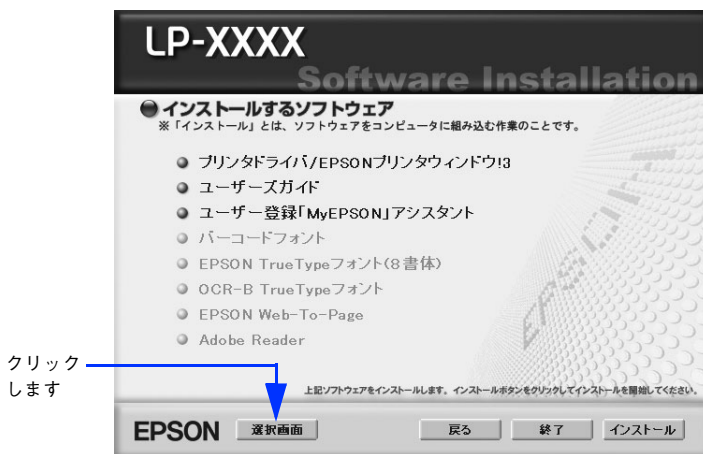 LP-XXXX
Software Installation
インストールするソフトウェア
※「インストール」とは、ソフトウェアをコンピュータに組み込む作業のことです。
プリンタドライバ/EPSONプリンタウィンドウ!3
ユーザーズガイド
ユーザー登録「MyEPSON」アシスタント
バーコードフォント
EPSON TrueTypeフォント(8書体)
OCR-B TrueTypeフォント
EPSON Web-To-Page
Adobe Reader
EPSON
クリック
します
上記ソフトウェアをインストールします。インストールボタンをクリックしてインストールを開始してください。
EPSON 選択画面 戻る 終了 インストール